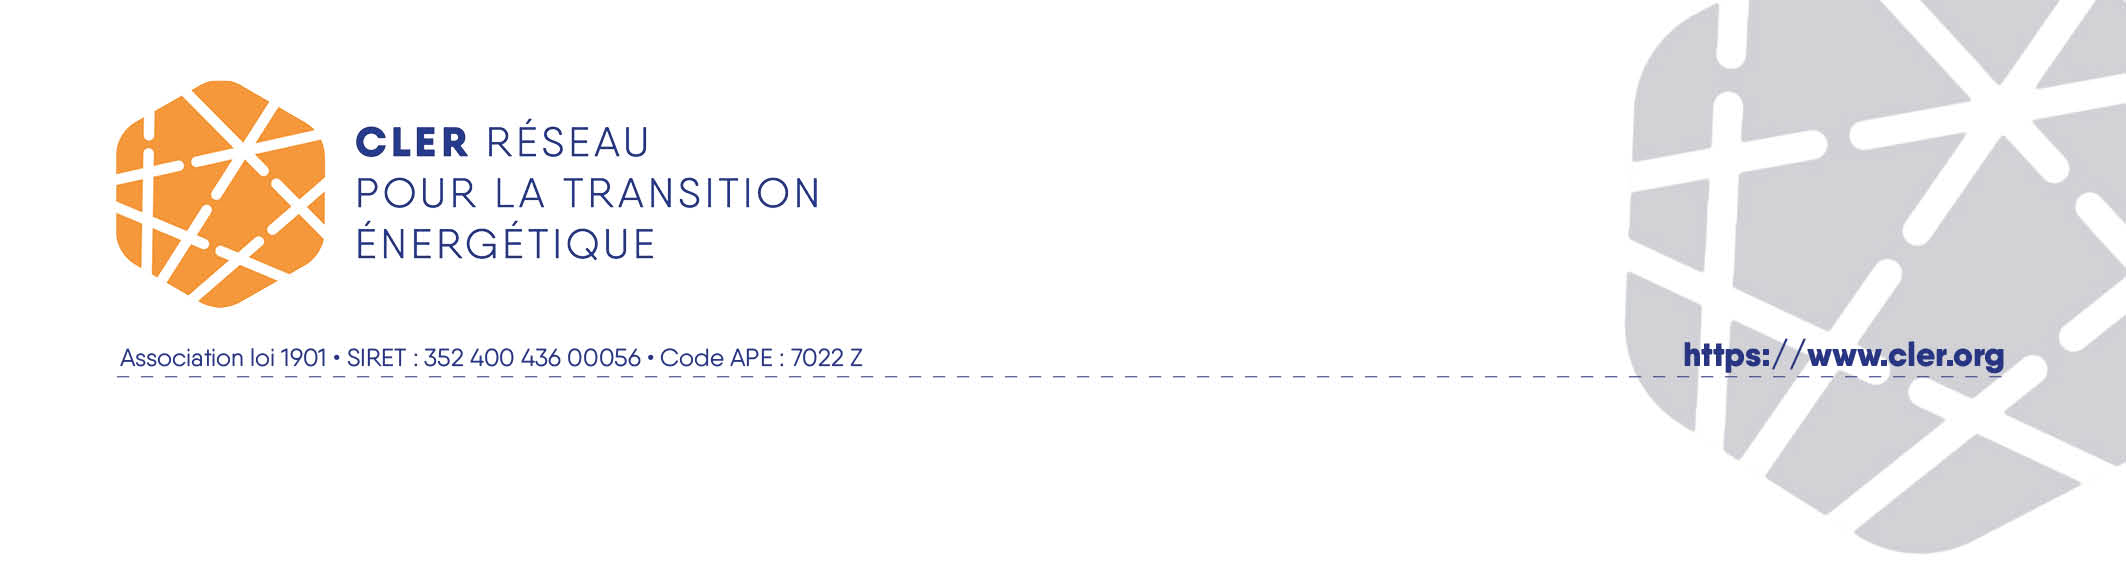 CLER RÉSEAU
POUR LA TRANSITION
ÉNERGÉTIQUE
Association loi 1901 • SIRET : 352 400 436 00056 • Code APE : 7022 Z
https://www.cler.org